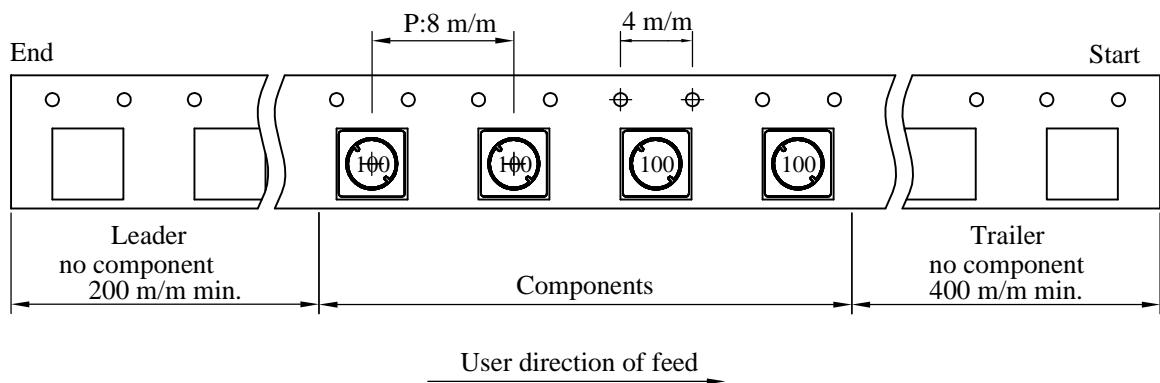 P:8 m/m
4 m/m
End
Start
100
100
100
100
Leader
no component
200 m/m min.
Components
Trailer
no component
400 m/m min.
User direction of feed